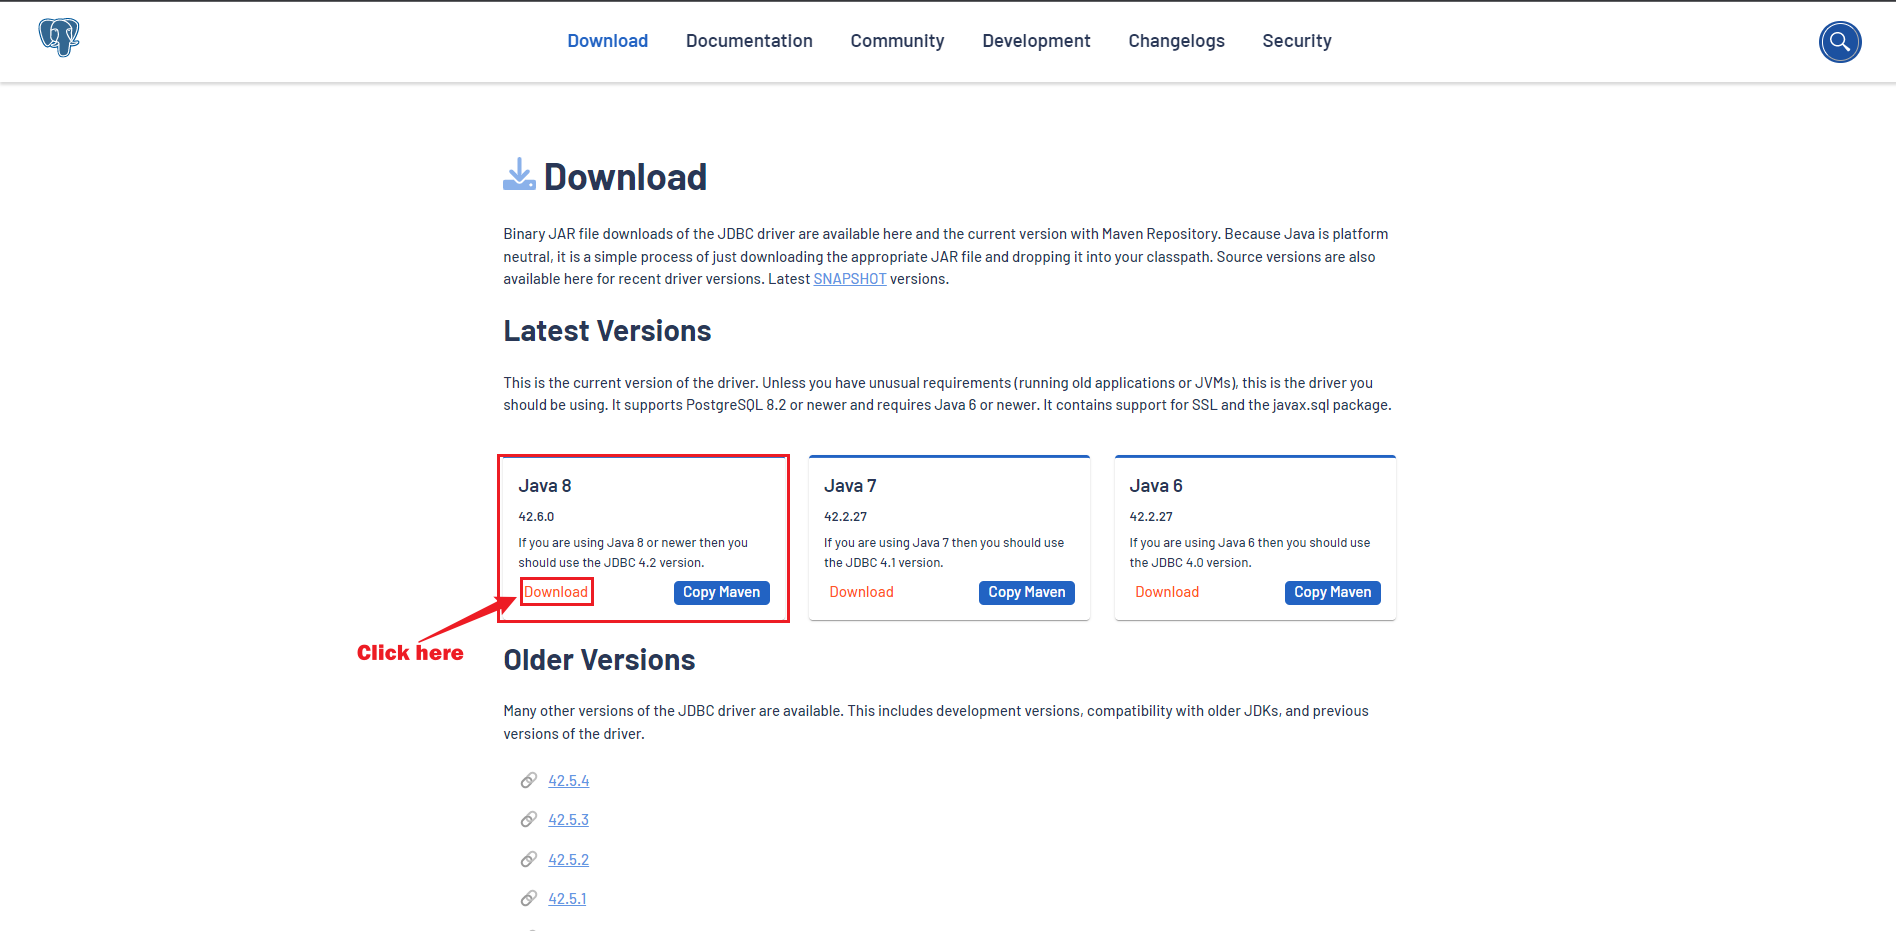 Download Documentation Community Development Changelogs Security
Download
Binary JAR file downloads of the JDBC driver are available here and the current version with Maven Repository. Because Java is platform
neutral, it is a simple process of just downloading the appropriate JAR file and dropping it into your classpath. Source versions are also
available here for recent driver versions. Latest SNAPSHOT versions.
Latest Versions
This is the current version of the driver. Unless you have unusual requirements (running old applications or JVMs), this is the driver you
should be using. It supports PostgreSQL 8.2 or newer and requires Java 6 or newer. It contains support for SSL and the javax.sql package.
Java 8
42.6.0
If you are using Java 8 or newer then you
should use the JDBC 4.2 version.
Download Copy Maven
Java 7
42.2.27
If you are using Java 7 then you should use
the JDBC 4.1 version.
Download Copy Maven
Java 6
42.2.27
If you are using Java 6 then you should use
the JDBC 4.0 version.
Download Copy Maven
Click here
Older Versions
Many other versions of the JDBC driver are available. This includes development versions, compatibility with older JDKs, and previous
versions of the driver.
42.5.4
42.5.3
42.5.2
42.5.1